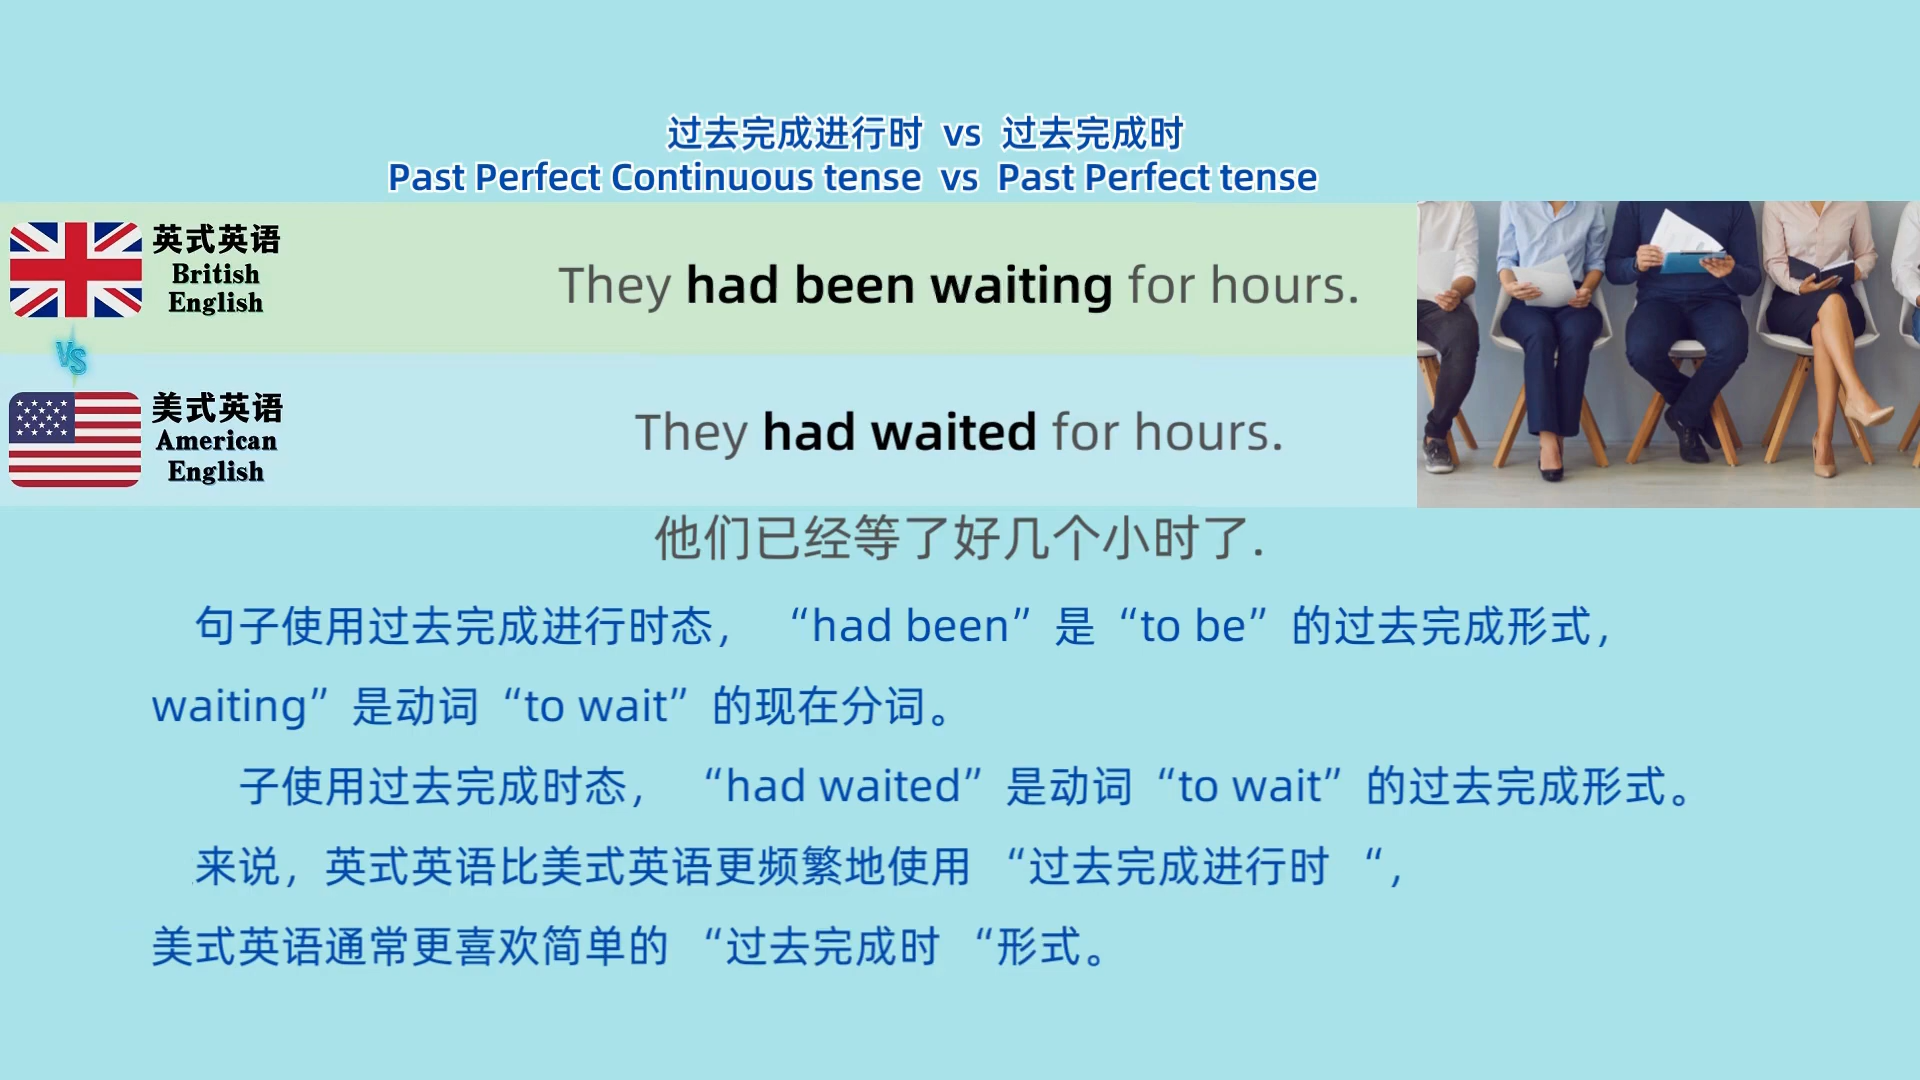 过去完成进行时 vs 过去完成时
Past Perfect Continuous tense vs Past Perfect tense
英式英语
British
English
They had been waiting for hours.
VS
美式英语
American
English
They had waited for hours.
他们已经等了好几个小时了.
句子使用过去完成进行时态， “had been”是“to be”的过去完成形式，
waiting”是动词“to wait”的现在分词。
子使用过去完成时态， “had waited”是动词“to wait”的过去完成形式。
来说，英式英语比美式英语更频繁地使用 “过去完成进行时 “，
美式英语通常更喜欢简单的 “过去完成时 “形式。